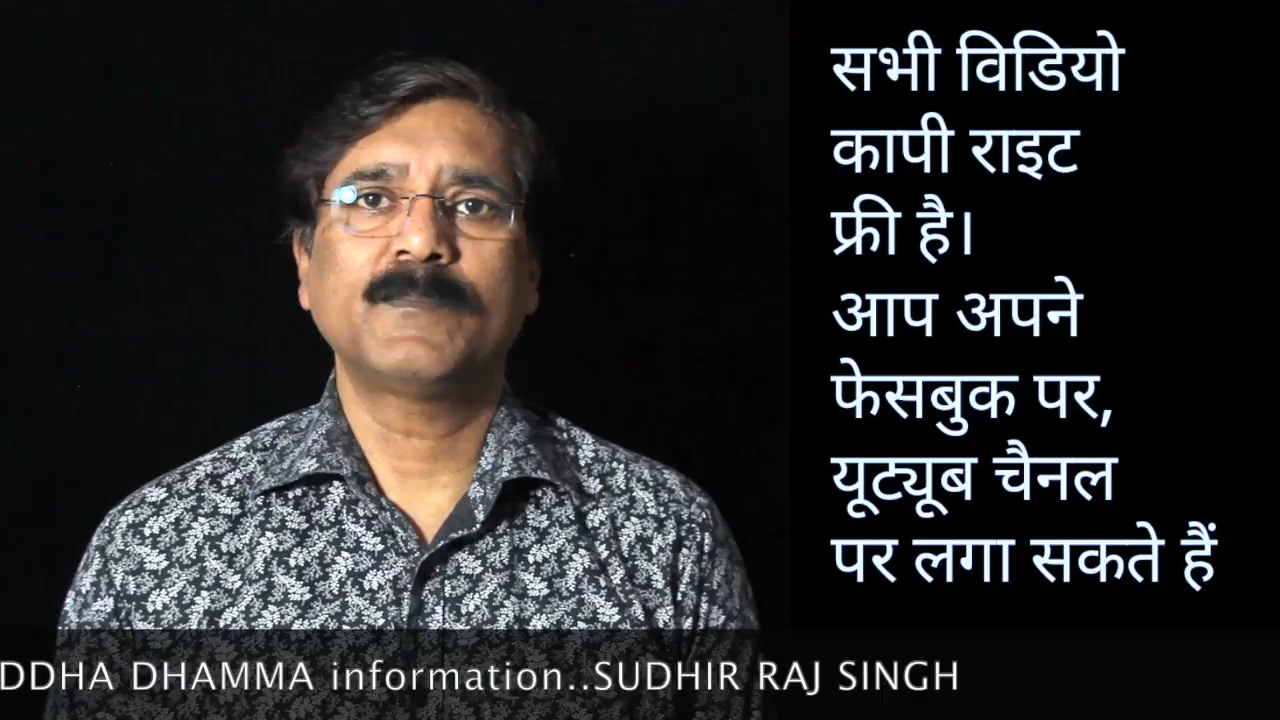 सभी विडियो
कापी राइट
फ्री है।
आप अपने
फेसबुक पर,
यूट्यूब चैनल
पर लगा सकते हैं
DDHA DHAMMA information..SUDHIR RAJ SINGH